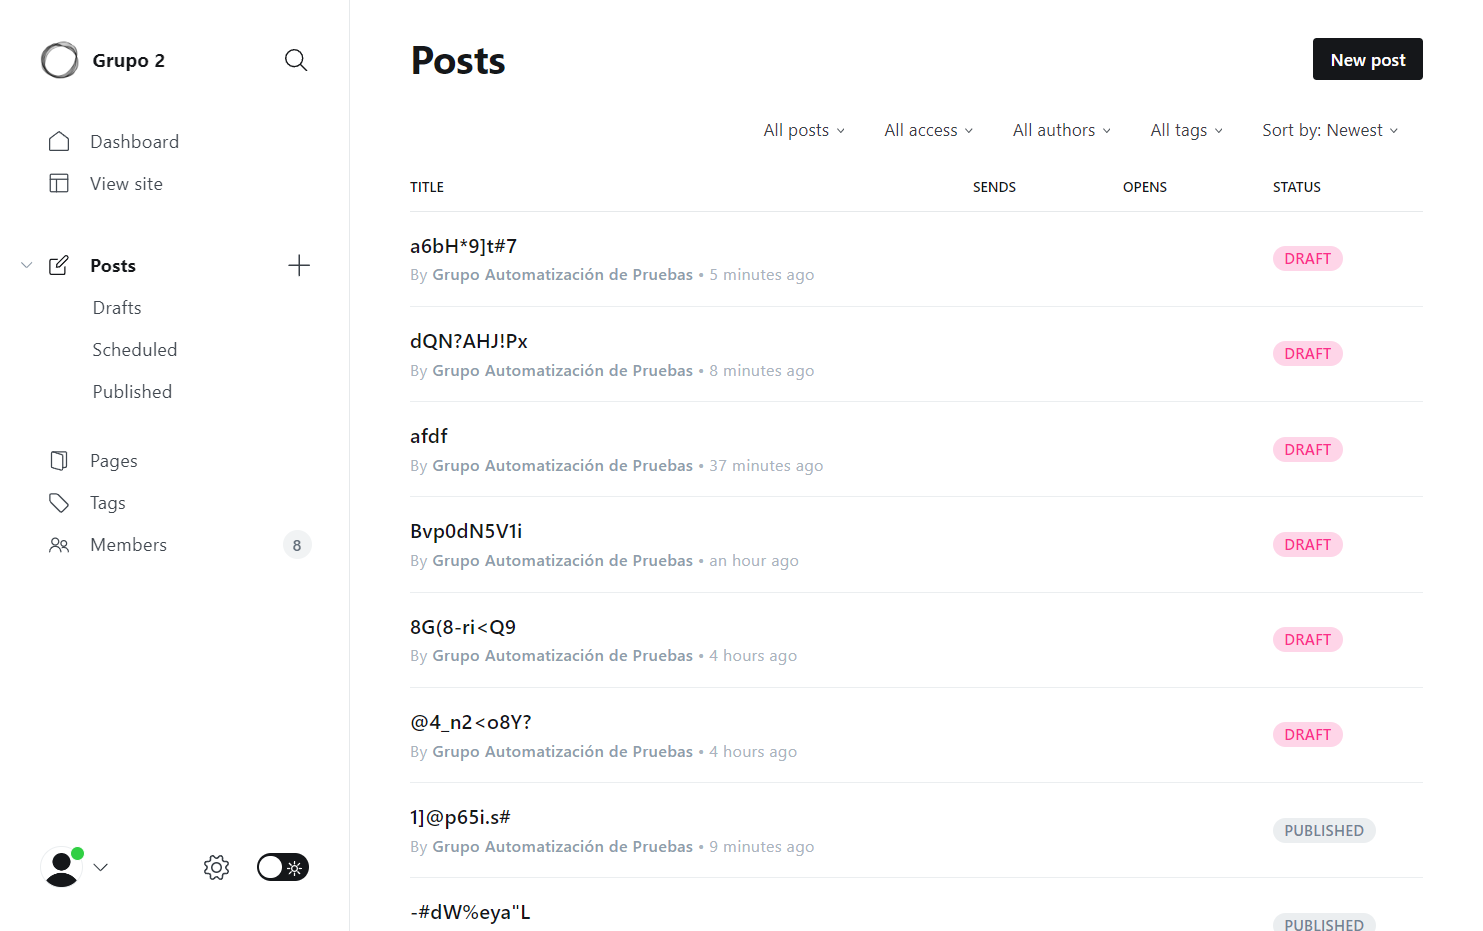 Grupo 2
Dashboard
View site
Posts
Drafts
Scheduled
Published
Pages
Tags
Members 8
Posts
New post
All posts All access All authors All tags Sort by: Newest
TITLE SENDS OPENS STATUS
a6bH*9]t#7
By Grupo Automatización de Pruebas • 5 minutes ago
DRAFT
dQN?AHJ!Px
By Grupo Automatización de Pruebas • 8 minutes ago
DRAFT
afdf
By Grupo Automatización de Pruebas • 37 minutes ago
DRAFT
Bvp0dN5V1i
By Grupo Automatización de Pruebas • an hour ago
DRAFT
8G(8-ri<Q9
By Grupo Automatización de Pruebas • 4 hours ago
DRAFT
@4_n2<o8Y?
By Grupo Automatización de Pruebas • 4 hours ago
DRAFT
1]@p65i.s#
By Grupo Automatización de Pruebas • 9 minutes ago
PUBLISHED
-#dW%eya"L
PUBLISHED